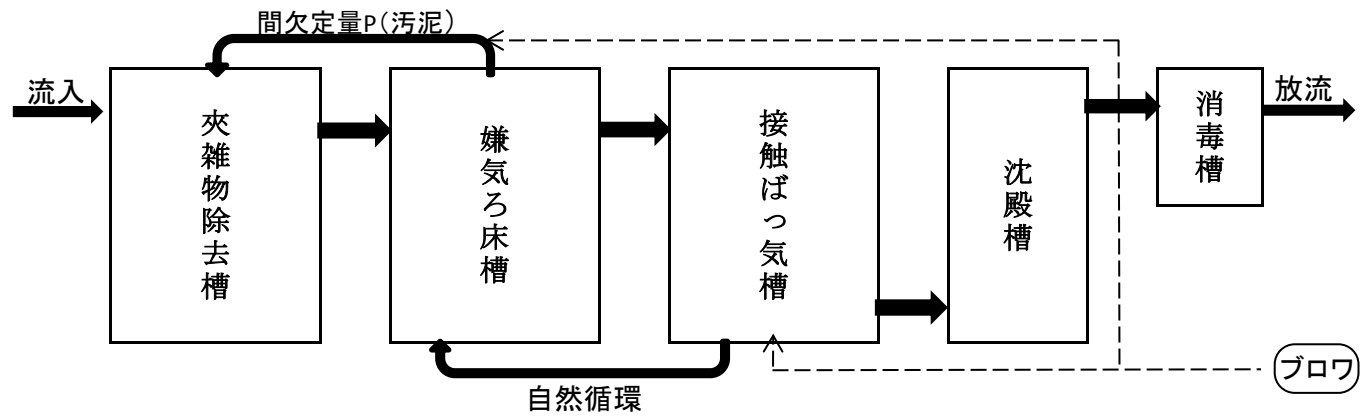 間欠定量P(汚泥)
流入
夾雑物除去槽
嫌気ろ床槽
接触ばっ気槽
沈殿槽
消毒槽
放流
ブロワ
自然循環